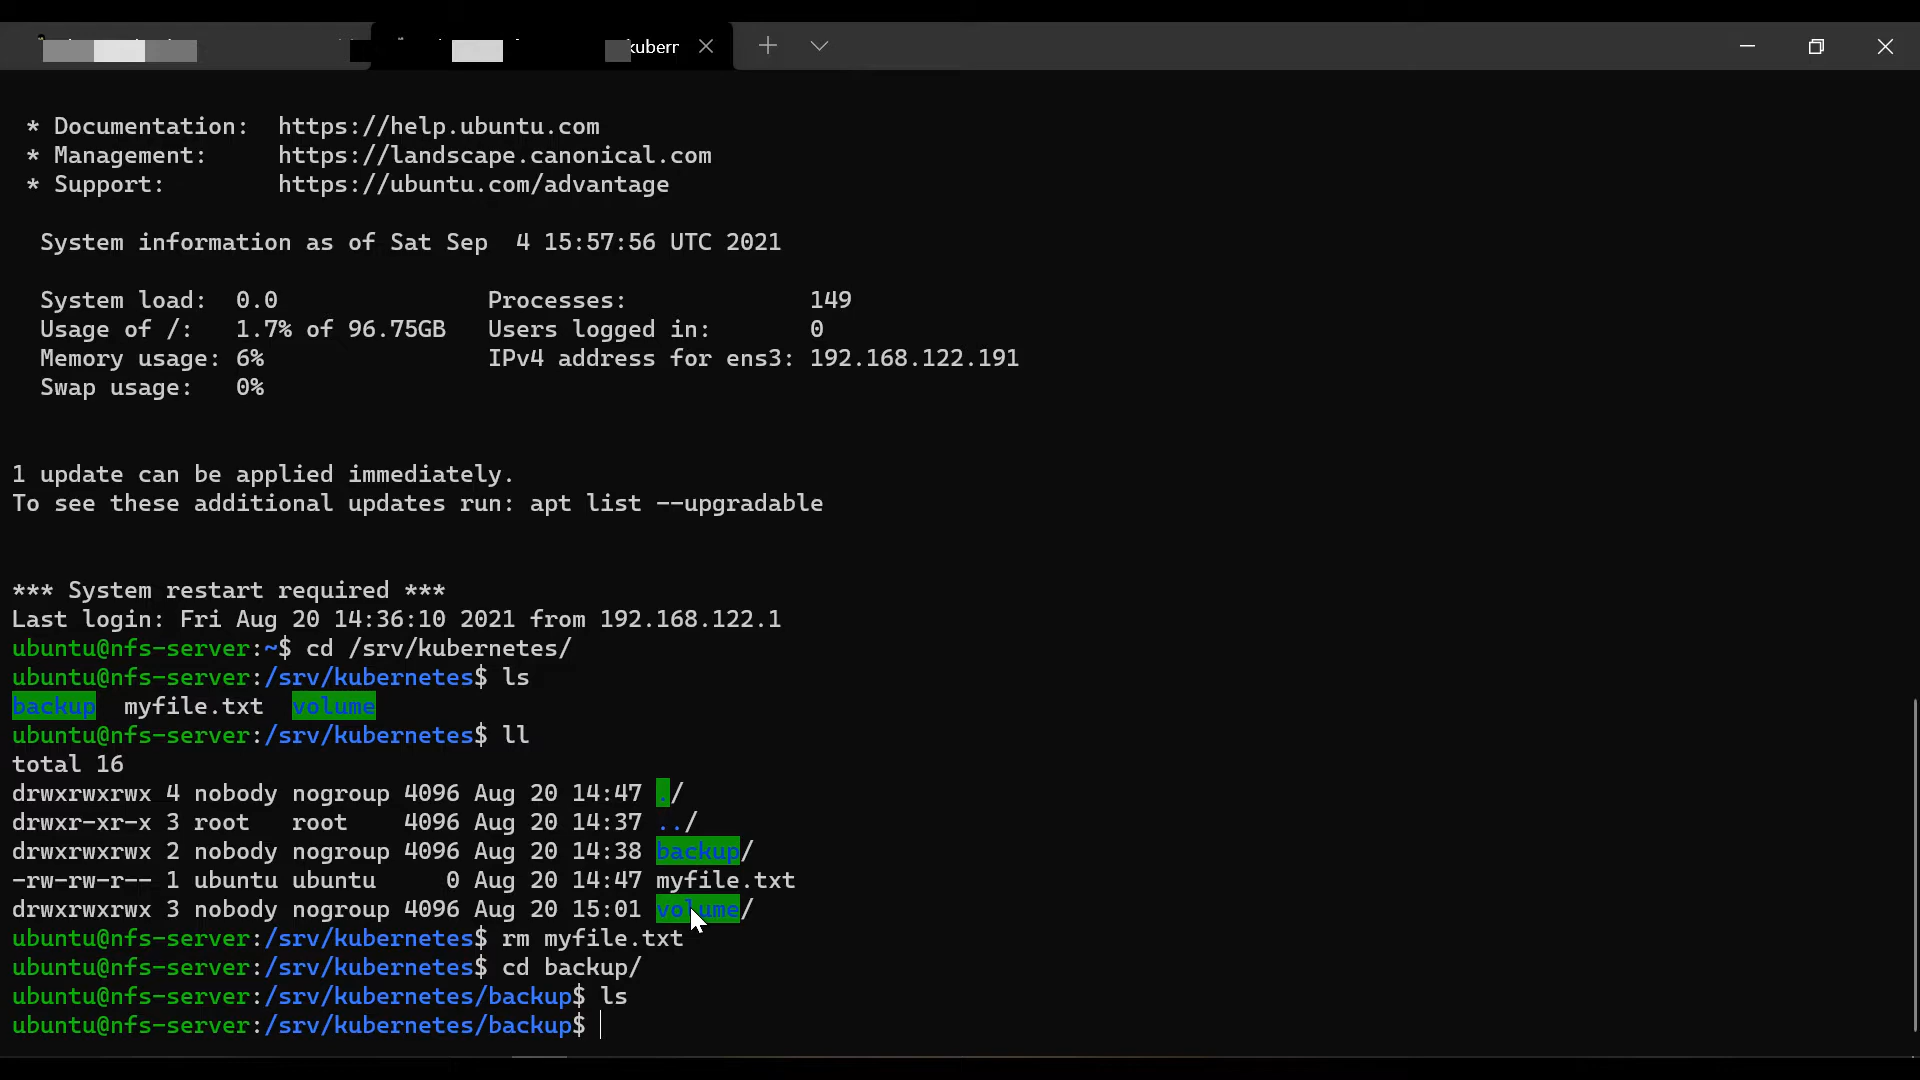 kubern
* Documentation:  https://help.ubuntu.com
* Management:     https://landscape.canonical.com
* Support:        https://ubuntu.com/advantage
System information as of Sat Sep  4 15:57:56 UTC 2021
System load:  0.0               Processes:             149
Usage of /:   1.7% of 96.75GB   Users logged in:       0
Memory usage: 6%                IPv4 address for ens3: 192.168.122.191
Swap usage:   0%
1 update can be applied immediately.
To see these additional updates run: apt list --upgradable
*** System restart required ***
Last login: Fri Aug 20 14:36:10 2021 from 192.168.122.1
ubuntu@nfs-server:~$ cd /srv/kubernetes/
ubuntu@nfs-server:/srv/kubernetes$ ls
backup  myfile.txt  volume
ubuntu@nfs-server:/srv/kubernetes$ ll
total 16
drwxrwxrwx 4 nobody nogroup 4096 Aug 20 14:47 ./
drwxr-xr-x 3 root   root    4096 Aug 20 14:37 ../
drwxrwxrwx 2 nobody nogroup 4096 Aug 20 14:38 backup/
-rw-rw-r-- 1 ubuntu ubuntu     0 Aug 20 14:47 myfile.txt
drwxrwxrwx 3 nobody nogroup 4096 Aug 20 15:01 volume/
ubuntu@nfs-server:/srv/kubernetes$ rm myfile.txt
ubuntu@nfs-server:/srv/kubernetes$ cd backup/
ubuntu@nfs-server:/srv/kubernetes/backup$ ls
ubuntu@nfs-server:/srv/kubernetes/backup$